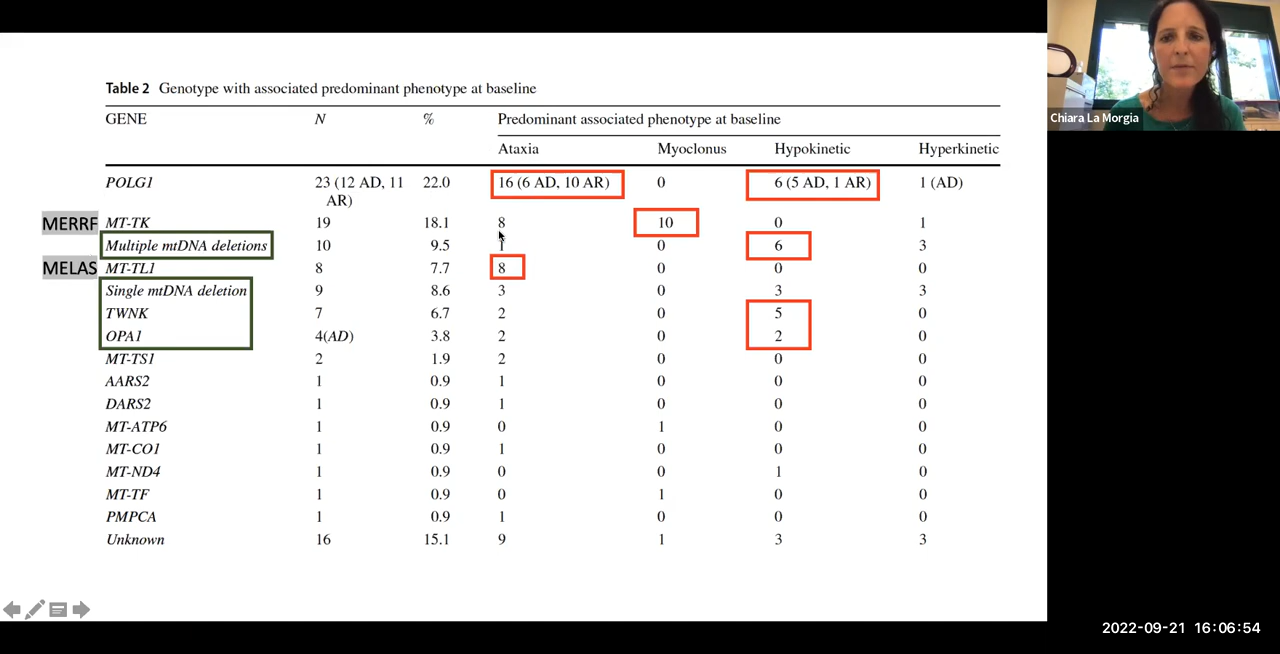 Chiara La Morgia
Table 2 Genotype with associated predominant phenotype at baseline
GENE N % Predominant associated phenotype at baseline
Ataxia Myoclonus Hypokinetic Hyperkinetic
POLG1 23 (12 AD, 11 AR) 22.0 16 (6 AD, 10 AR) 0 6 (5 AD, 1 AR) 1 (AD)
MERRF MT-TK 19 18.1 8 10 0 1
Multiple mtDNA deletions 10 9.5 1 0 6 3
MELAS MT-TL1 8 7.7 8 0 0 0
Single mtDNA deletion 9 8.6 3 0 3 3
TWNK 7 6.7 2 0 5 0
OPA1 4(AD) 3.8 2 0 2 0
MT-TS1 2 1.9 2 0 0 0
AARS2 1 0.9 1 0 0 0
DARS2 1 0.9 1 0 0 0
MT-ATP6 1 0.9 0 1 0 0
MT-CO1 1 0.9 1 0 0 0
MT-ND4 1 0.9 0 0 1 0
MT-TF 1 0.9 0 1 0 0
PMPCA 1 0.9 1 0 0 0
Unknown 16 15.1 9 1 3 3
2022-09-21 16:06:54